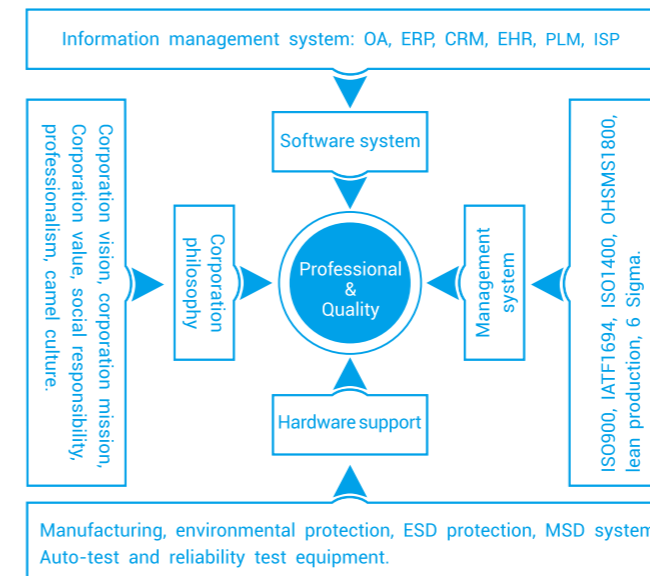 Information management system: OA, ERP, CRM, EHR, PLM, ISP
Software system
Corporation vision, corporation mission,
Corporation value, social responsibility,
professionalism, camel culture.
Corporation
philosophy
Professional
&
Quality
Management
system
ISO900, IATF1694, ISO1400, OHSMS1800,
lean production, 6 Sigma.
Hardware support
Manufacturing, environmental protection, ESD protection, MSD system
Auto-test and reliability test equipment.